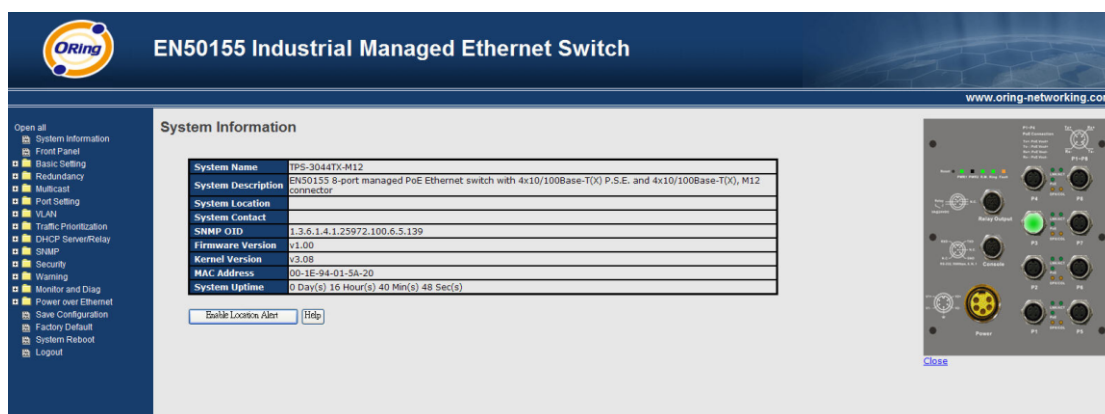 ORing
EN50155 Industrial Managed Ethernet Switch
www.oring-networking.com
Open all
System Information
Front Panel
Basic Setting
Redundancy
Multicast
Port Setting
VLAN
Traffic Prioritization
DHCP Server/Relay
SNMP
Security
Warning
Monitor and Diag
Power over Ethernet
Save Configuration
Factory Default
System Reboot
Logout
System Information
System Name TPS-3044TX-M12
System Description EN50155 8-port managed PoE Ethernet switch with 4x10/100Base-T(X) P.S.E. and 4x10/100Base-T(X), M12
connector
System Location
System Contact
SNMP OID 1.3.6.1.4.1.25972.100.6.5.139
Firmware Version v1.00
Kernel Version v3.08
MAC Address 00-1E-94-01-5A-20
System Uptime 0 Day(s) 16 Hour(s) 40 Min(s) 48 Sec(s)
Enable Location Alert Help
P1~P8
P4
Relay Output
P3 P7
Console
P2
Power P1
Close